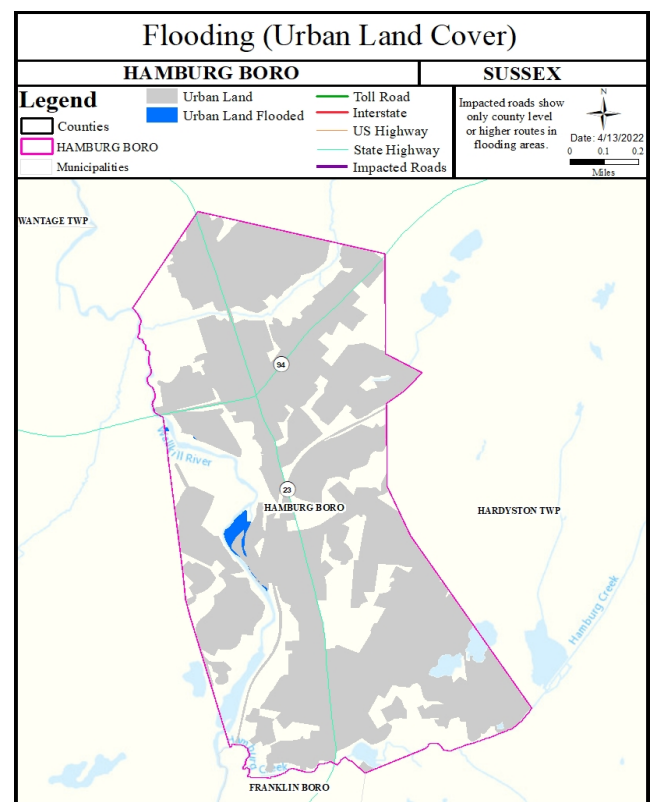 Flooding (Urban Land Cover)
HAMBURG BORO
SUSSEX
Legend
Counties
HAMBURG BORO
Municipalities
Urban Land
Urban Land Flooded
Toll Road
Interstate
US Highway
State Highway
Impacted Roads
Impacted roads show
only county level
or higher routes in
flooding areas.
N
Date: 4/13/2022
0 0.1 0.2
Miles
WANTAGE TWP
94
Wallkill River
23
HAMBURG BORO
HARDYSTON TWP
Hamburg Creek
Hamburg
Creek
FRANKLIN BORO